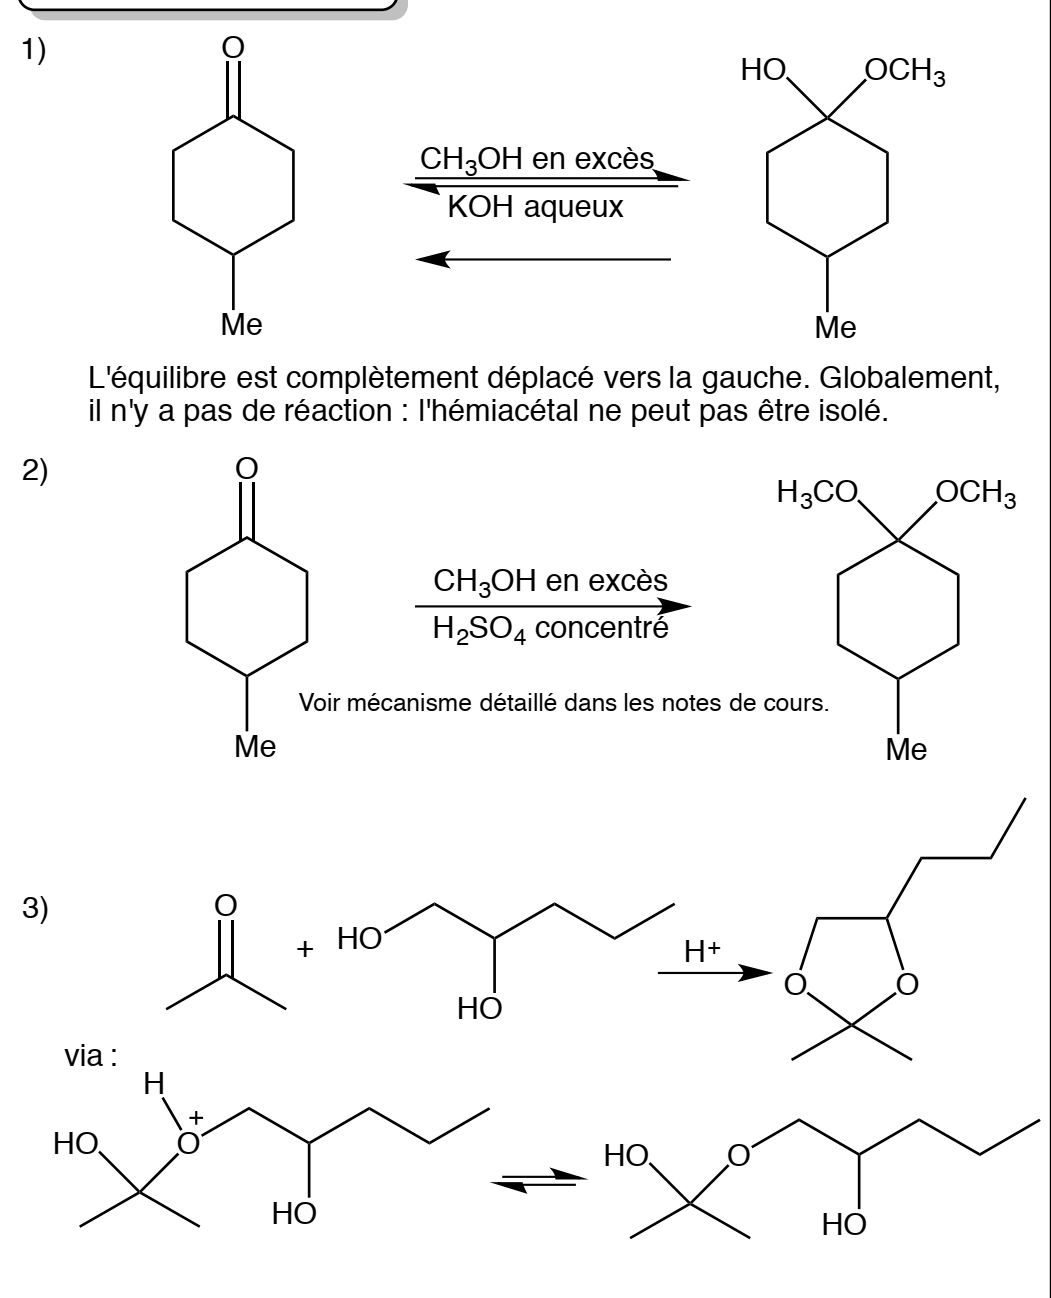 1)
O
HO OCH3
CH3OH en excès
KOH aqueux
Me
Me
L'équilibre est complètement déplacé vers la gauche. Globalement,
il n'y a pas de réaction : l'hémiacétal ne peut pas être isolé.
2)
O
H3CO OCH3
CH3OH en excès
H2SO4 concentré
Voir mécanisme détaillé dans les notes de cours.
Me
Me
3)
O
+
HO
HO
H+
O O
via :
H
+
HO O
HO
HO O
HO